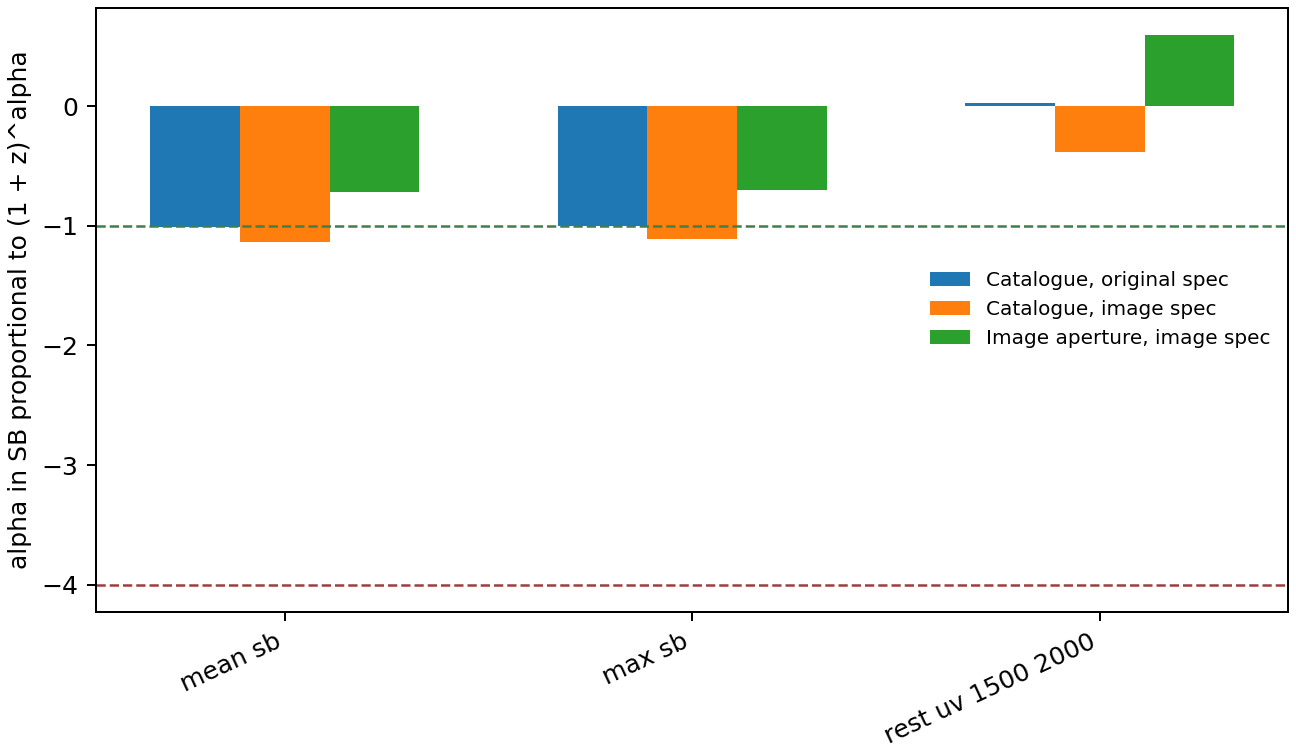 alpha in SB proportional to (1 + z)^alpha
0
−1
−2
−3
−4
Catalogue, original spec
Catalogue, image spec
Image aperture, image spec
mean sb
max sb
rest uv 1500 2000